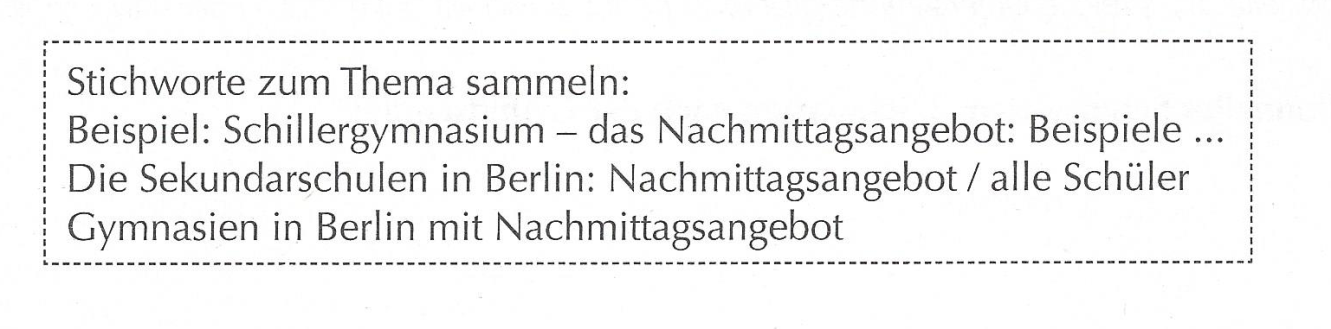 Stichworte zum Thema sammeln:
Beispiel: Schillergymnasium – das Nachmittagsangebot: Beispiele ...
Die Sekundarschulen in Berlin: Nachmittagsangebot / alle Schüler
Gymnasien in Berlin mit Nachmittagsangebot